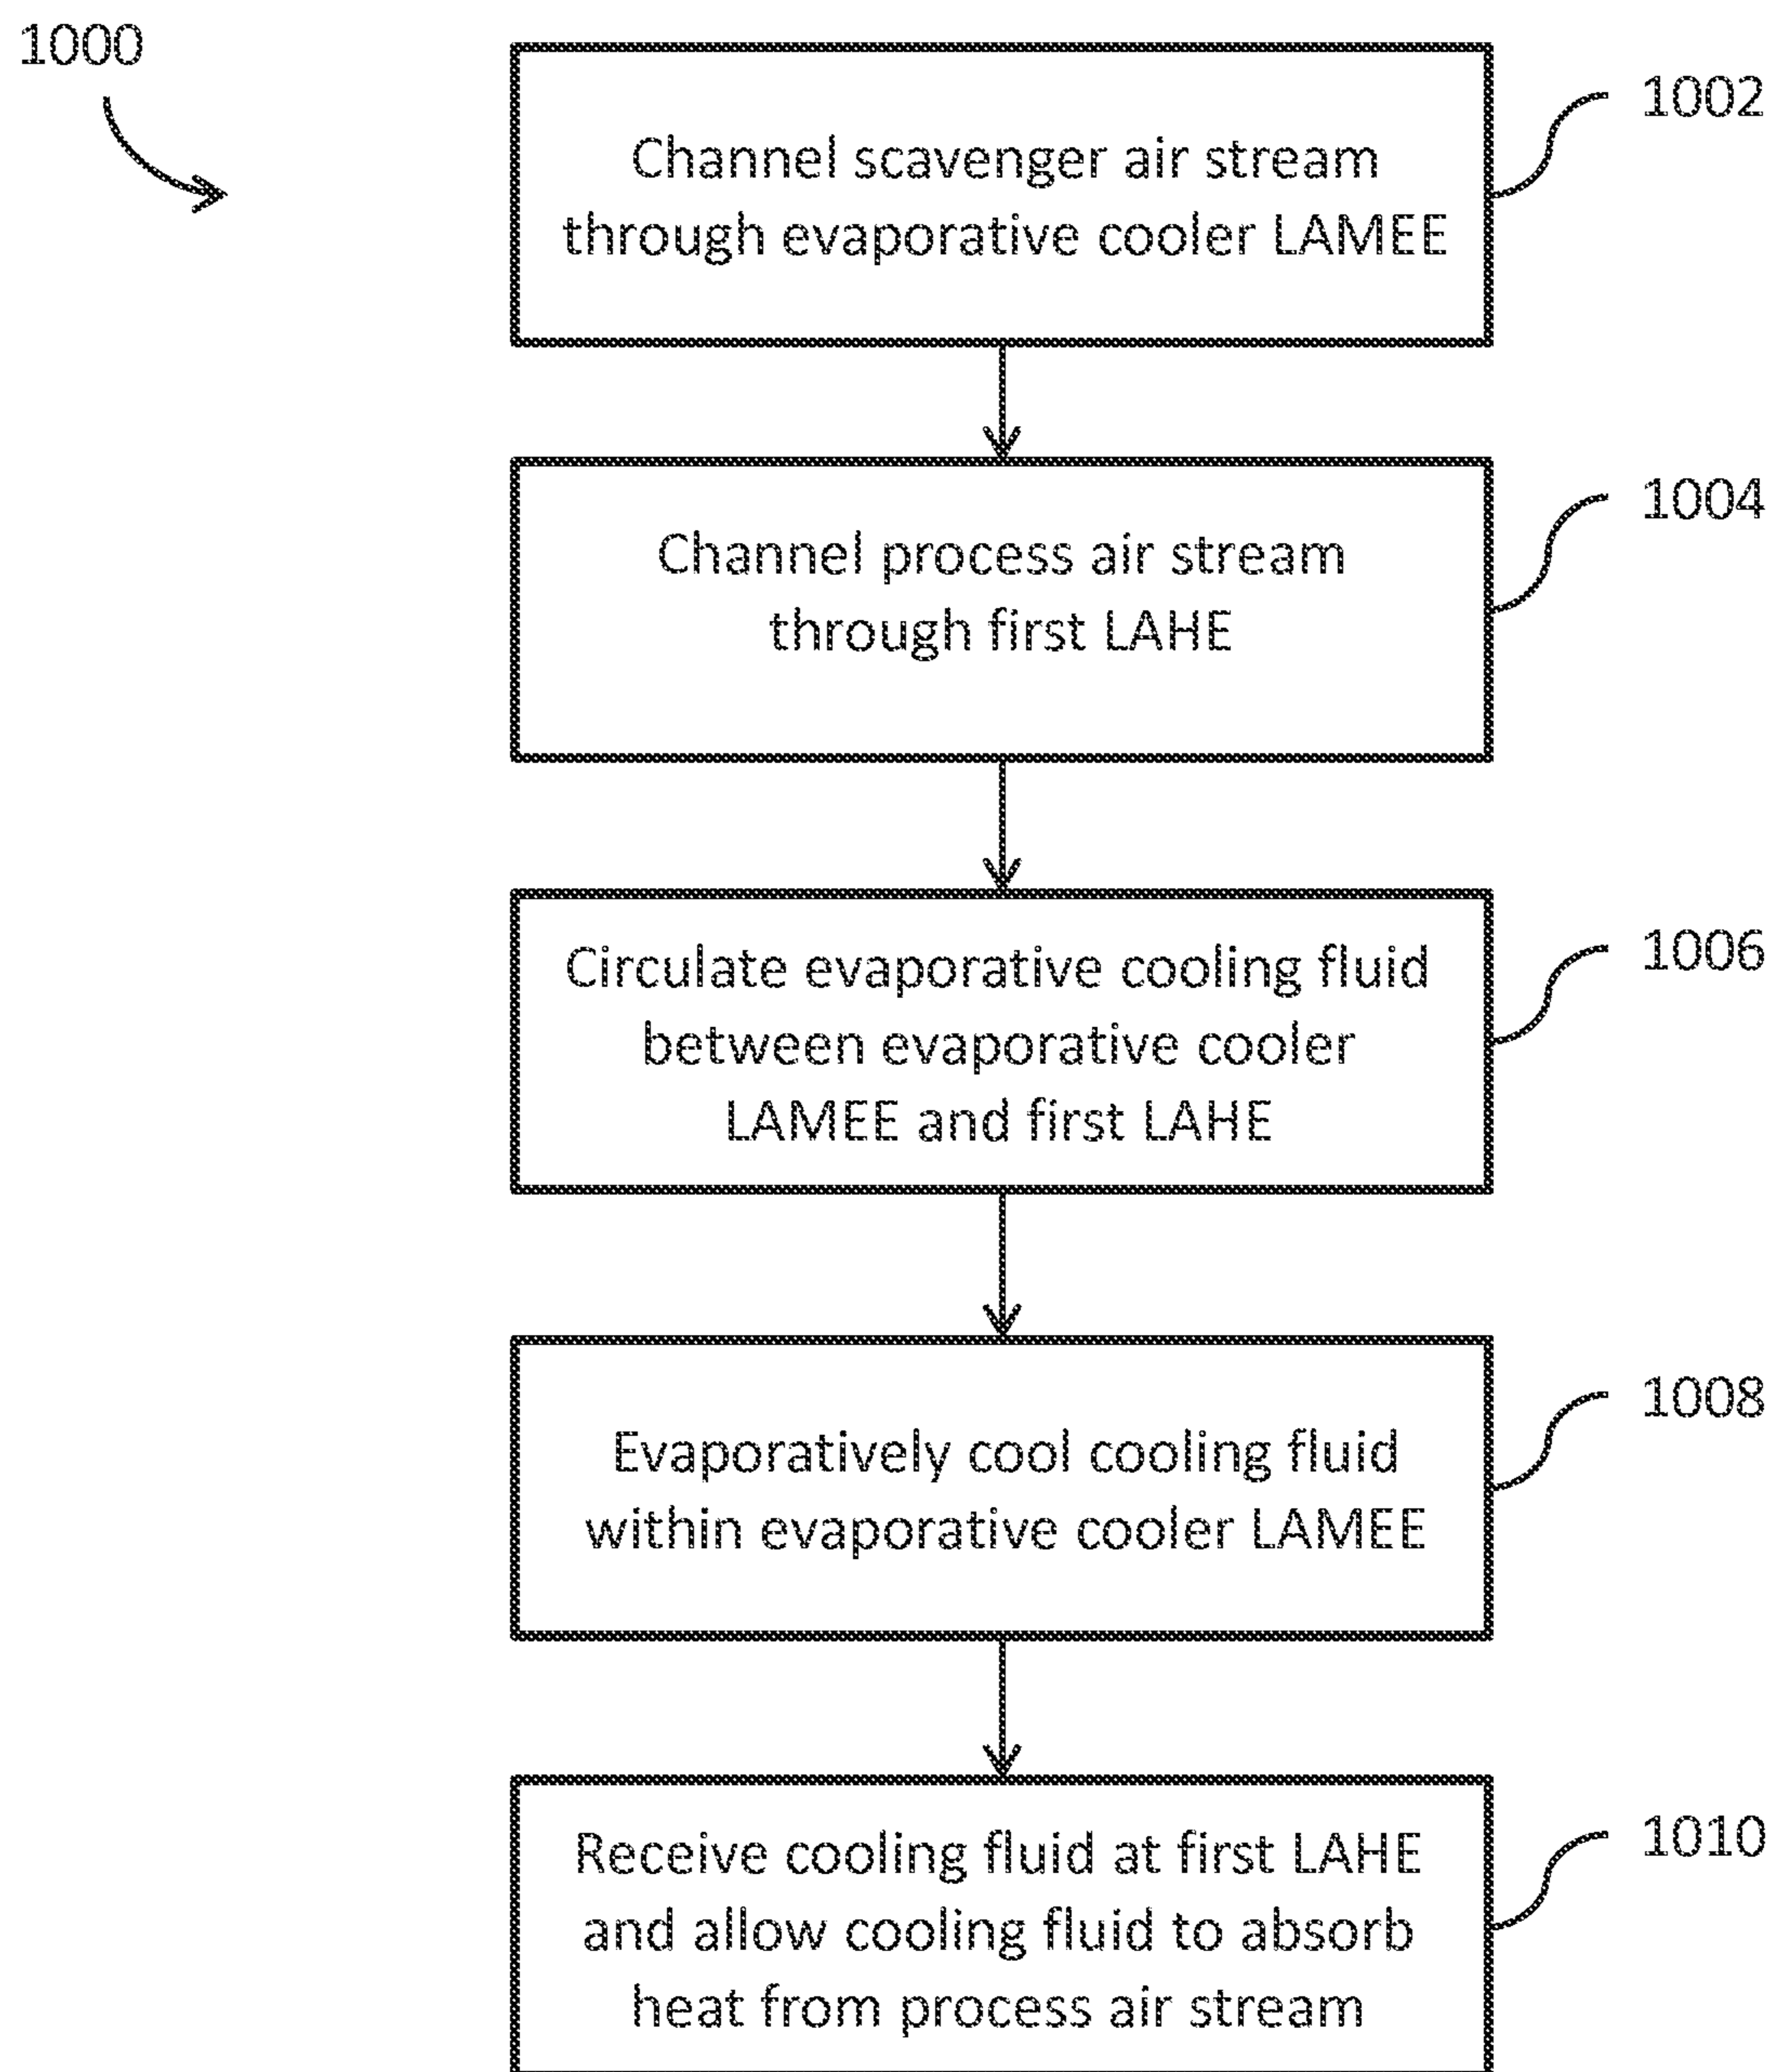 1000
1002
Channel scavenger air stream
through evaporative cooler LAMEE
1004
Channel process air stream
through first LAHE
1006
Circulate evaporative cooling fluid
between evaporative cooler
LAMEE and first LAHE
1008
Evaporatively cool cooling fluid
within evaporative cooler LAMEE
1010
Receive cooling fluid at first LAHE
and allow cooling fluid to absorb
heat from process air stream